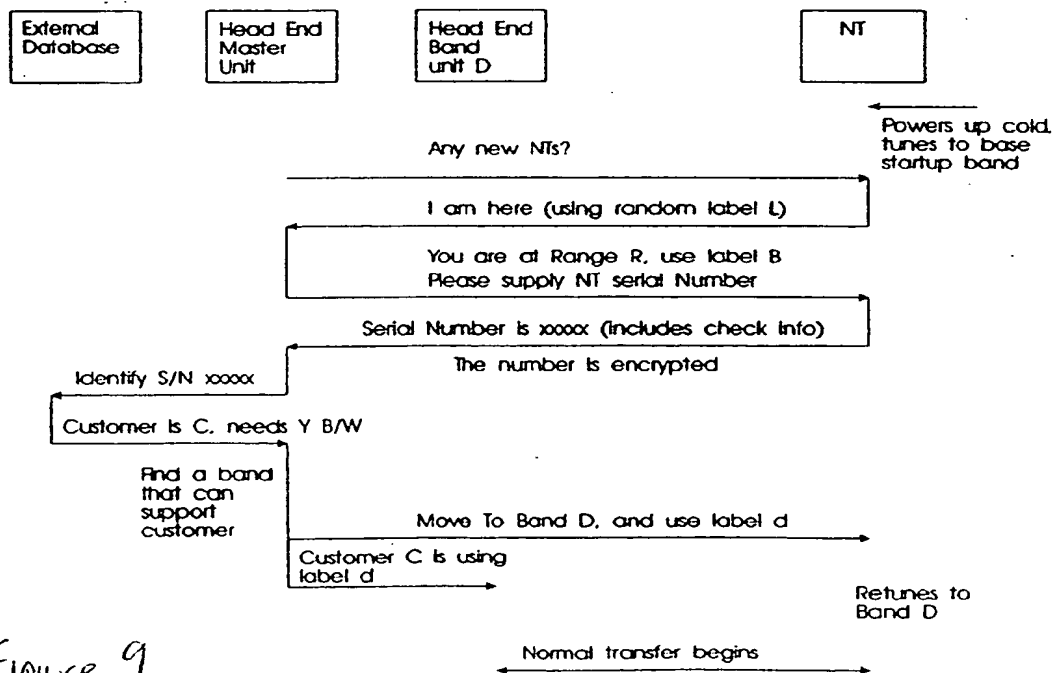 External
Database
Head End
Master
Unit
Head End
Band
unit D
NT
Powers up cold,
tunes to base
startup band
Any new NTs?
I am here (using random label L)
You are at Range R, use label B
Please supply NT serial Number
Serial Number is xxxxx (includes check info)
The number is encrypted
Identify S/N xxxxx
Customer is C, needs Y B/W
Find a band
that can
support
customer
Move To Band D, and use label d
Customer C is using
label d
Retunes to
Band D
Normal transfer begins
Figure 9